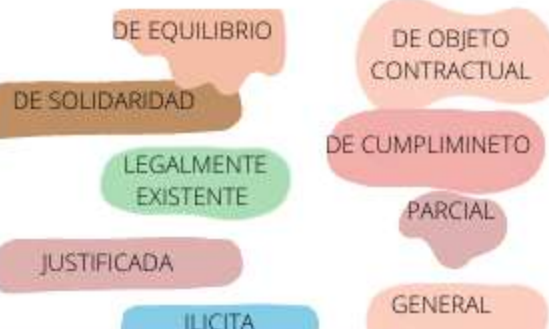 DE EQUILIBRIO
DE OBJETO
CONTRACTUAL
DE SOLIDARIDAD
DE CUMPLIMINETO
LEGALMENTE
EXISTENTE
PARCIAL
JUSTIFICADA
GENERAL
ILICITA